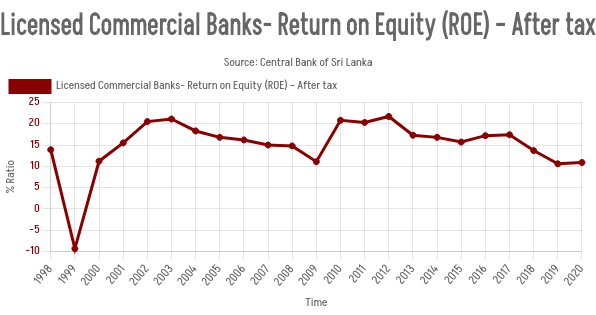 Licensed Commercial Banks- Return on Equity (ROE) - After tax
Source: Central Bank of Sri Lanka
Licensed Commercial Banks- Return on Equity (ROE) - After tax
25
20
15
10
5
0
-5
-10
% Ratio
1998 1999 2000 2001 2002 2003 2004 2005 2006 2007 2008 2009 2010 2011 2012 2013 2014 2015 2016 2017 2018 2019 2020
Time